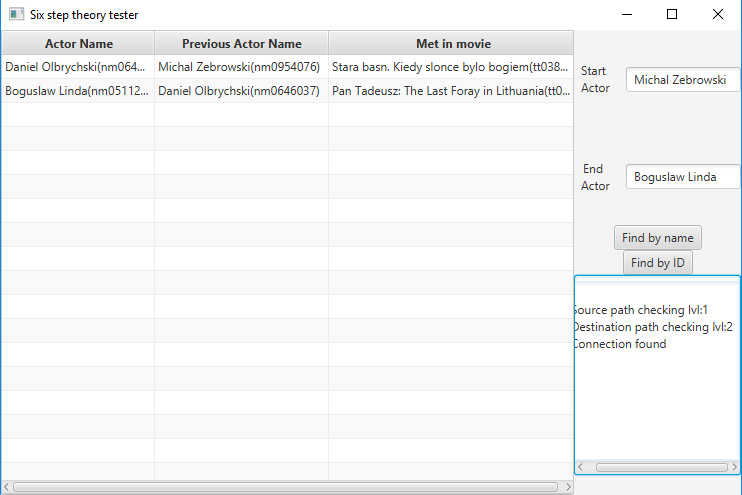 Six step theory tester
Actor Name Previous Actor Name Met in movie
Daniel Olbrychski(nm064... Michal Zebrowski(nm0954076) Stara basn. Kiedy slonce bylo bogiem(tt038...
Boguslaw Linda(nm05112... Daniel Olbrychski(nm0646037) Pan Tadeusz: The Last Foray in Lithuania(tt0...
Start
Actor
Michal Zebrowski
End
Actor
Boguslaw Linda
Find by name
Find by ID
Source path checking lvl:1
Destination path checking lvl:2
Connection found